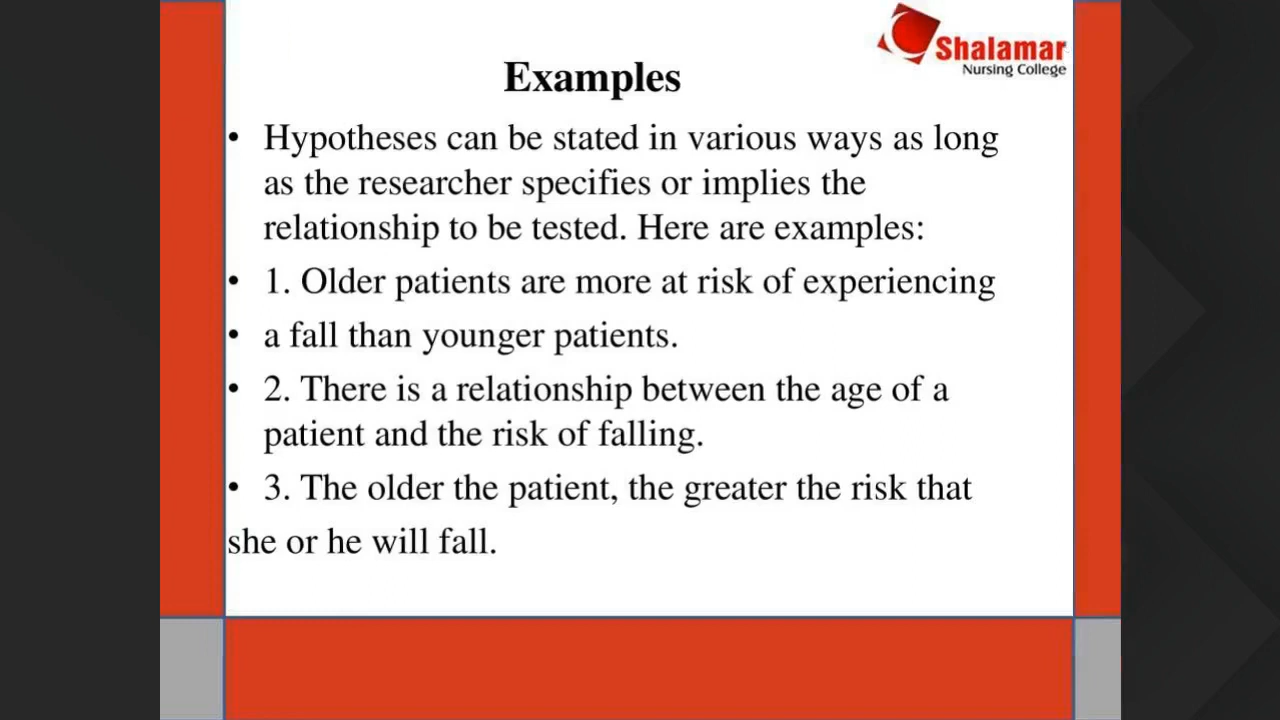 Shalamar
Nursing College
Examples
• Hypotheses can be stated in various ways as long
as the researcher specifies or implies the
relationship to be tested. Here are examples:
• 1. Older patients are more at risk of experiencing
• a fall than younger patients.
• 2. There is a relationship between the age of a
patient and the risk of falling.
• 3. The older the patient, the greater the risk that
she or he will fall.